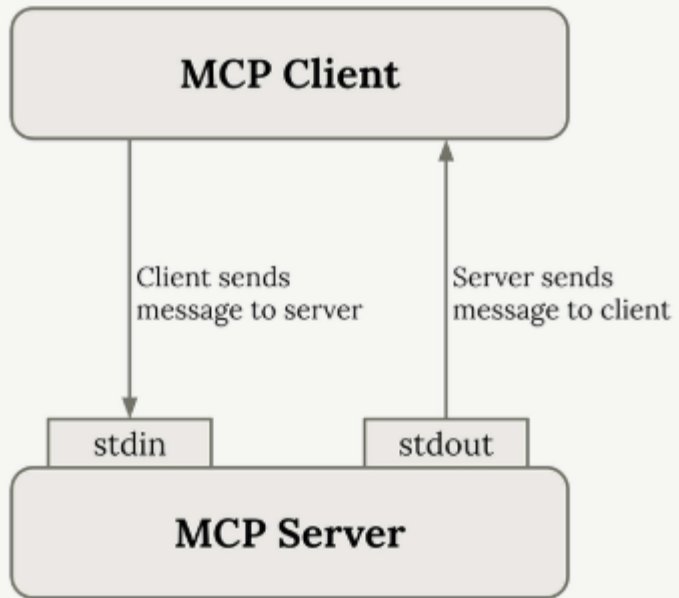 MCP Client
Client sends
message to server
Server sends
message to client
stdin
stdout
MCP Server